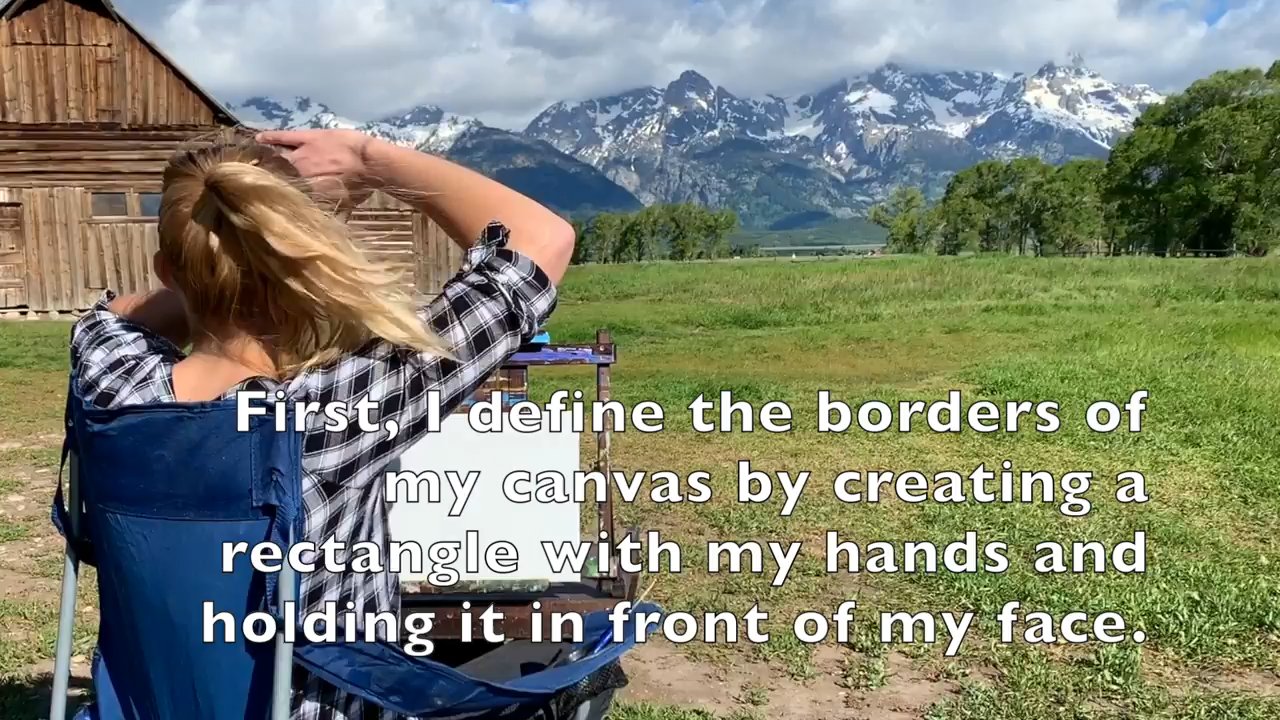 First, I define the borders of
my canvas by creating a
rectangle with my hands and
holding it in front of my face.